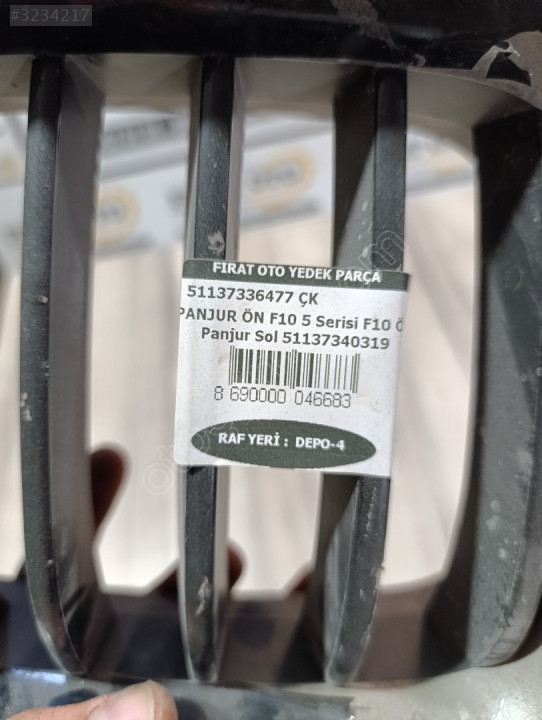 #3234217
FIRAT OTO YEDEK PARÇA
51137336477 ÇK
PANJUR ÖN F10 5 Serisi F10 Ö
Panjur Sol 51137340319
8 690000 046683
RAF YERİ : DEPO-4